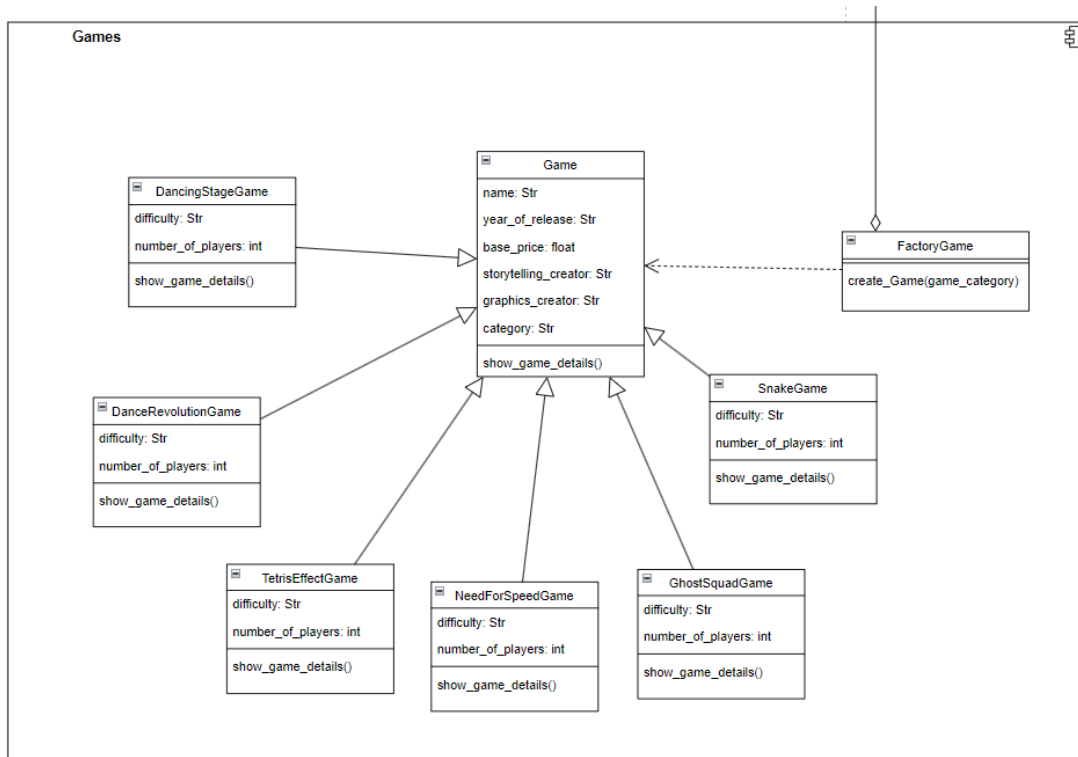 Games
Game
name: Str
year_of_release: Str
base_price: float
storytelling_creator: Str
graphics_creator: Str
category: Str
show_game_details()
DancingStageGame
difficulty: Str
number_of_players: int
show_game_details()
FactoryGame
create_Game(game_category)
DanceRevolutionGame
difficulty: Str
number_of_players: int
show_game_details()
SnakeGame
difficulty: Str
number_of_players: int
show_game_details()
TetrisEffectGame
difficulty: Str
number_of_players: int
show_game_details()
NeedForSpeedGame
difficulty: Str
number_of_players: int
show_game_details()
GhostSquadGame
difficulty: Str
number_of_players: int
show_game_details()